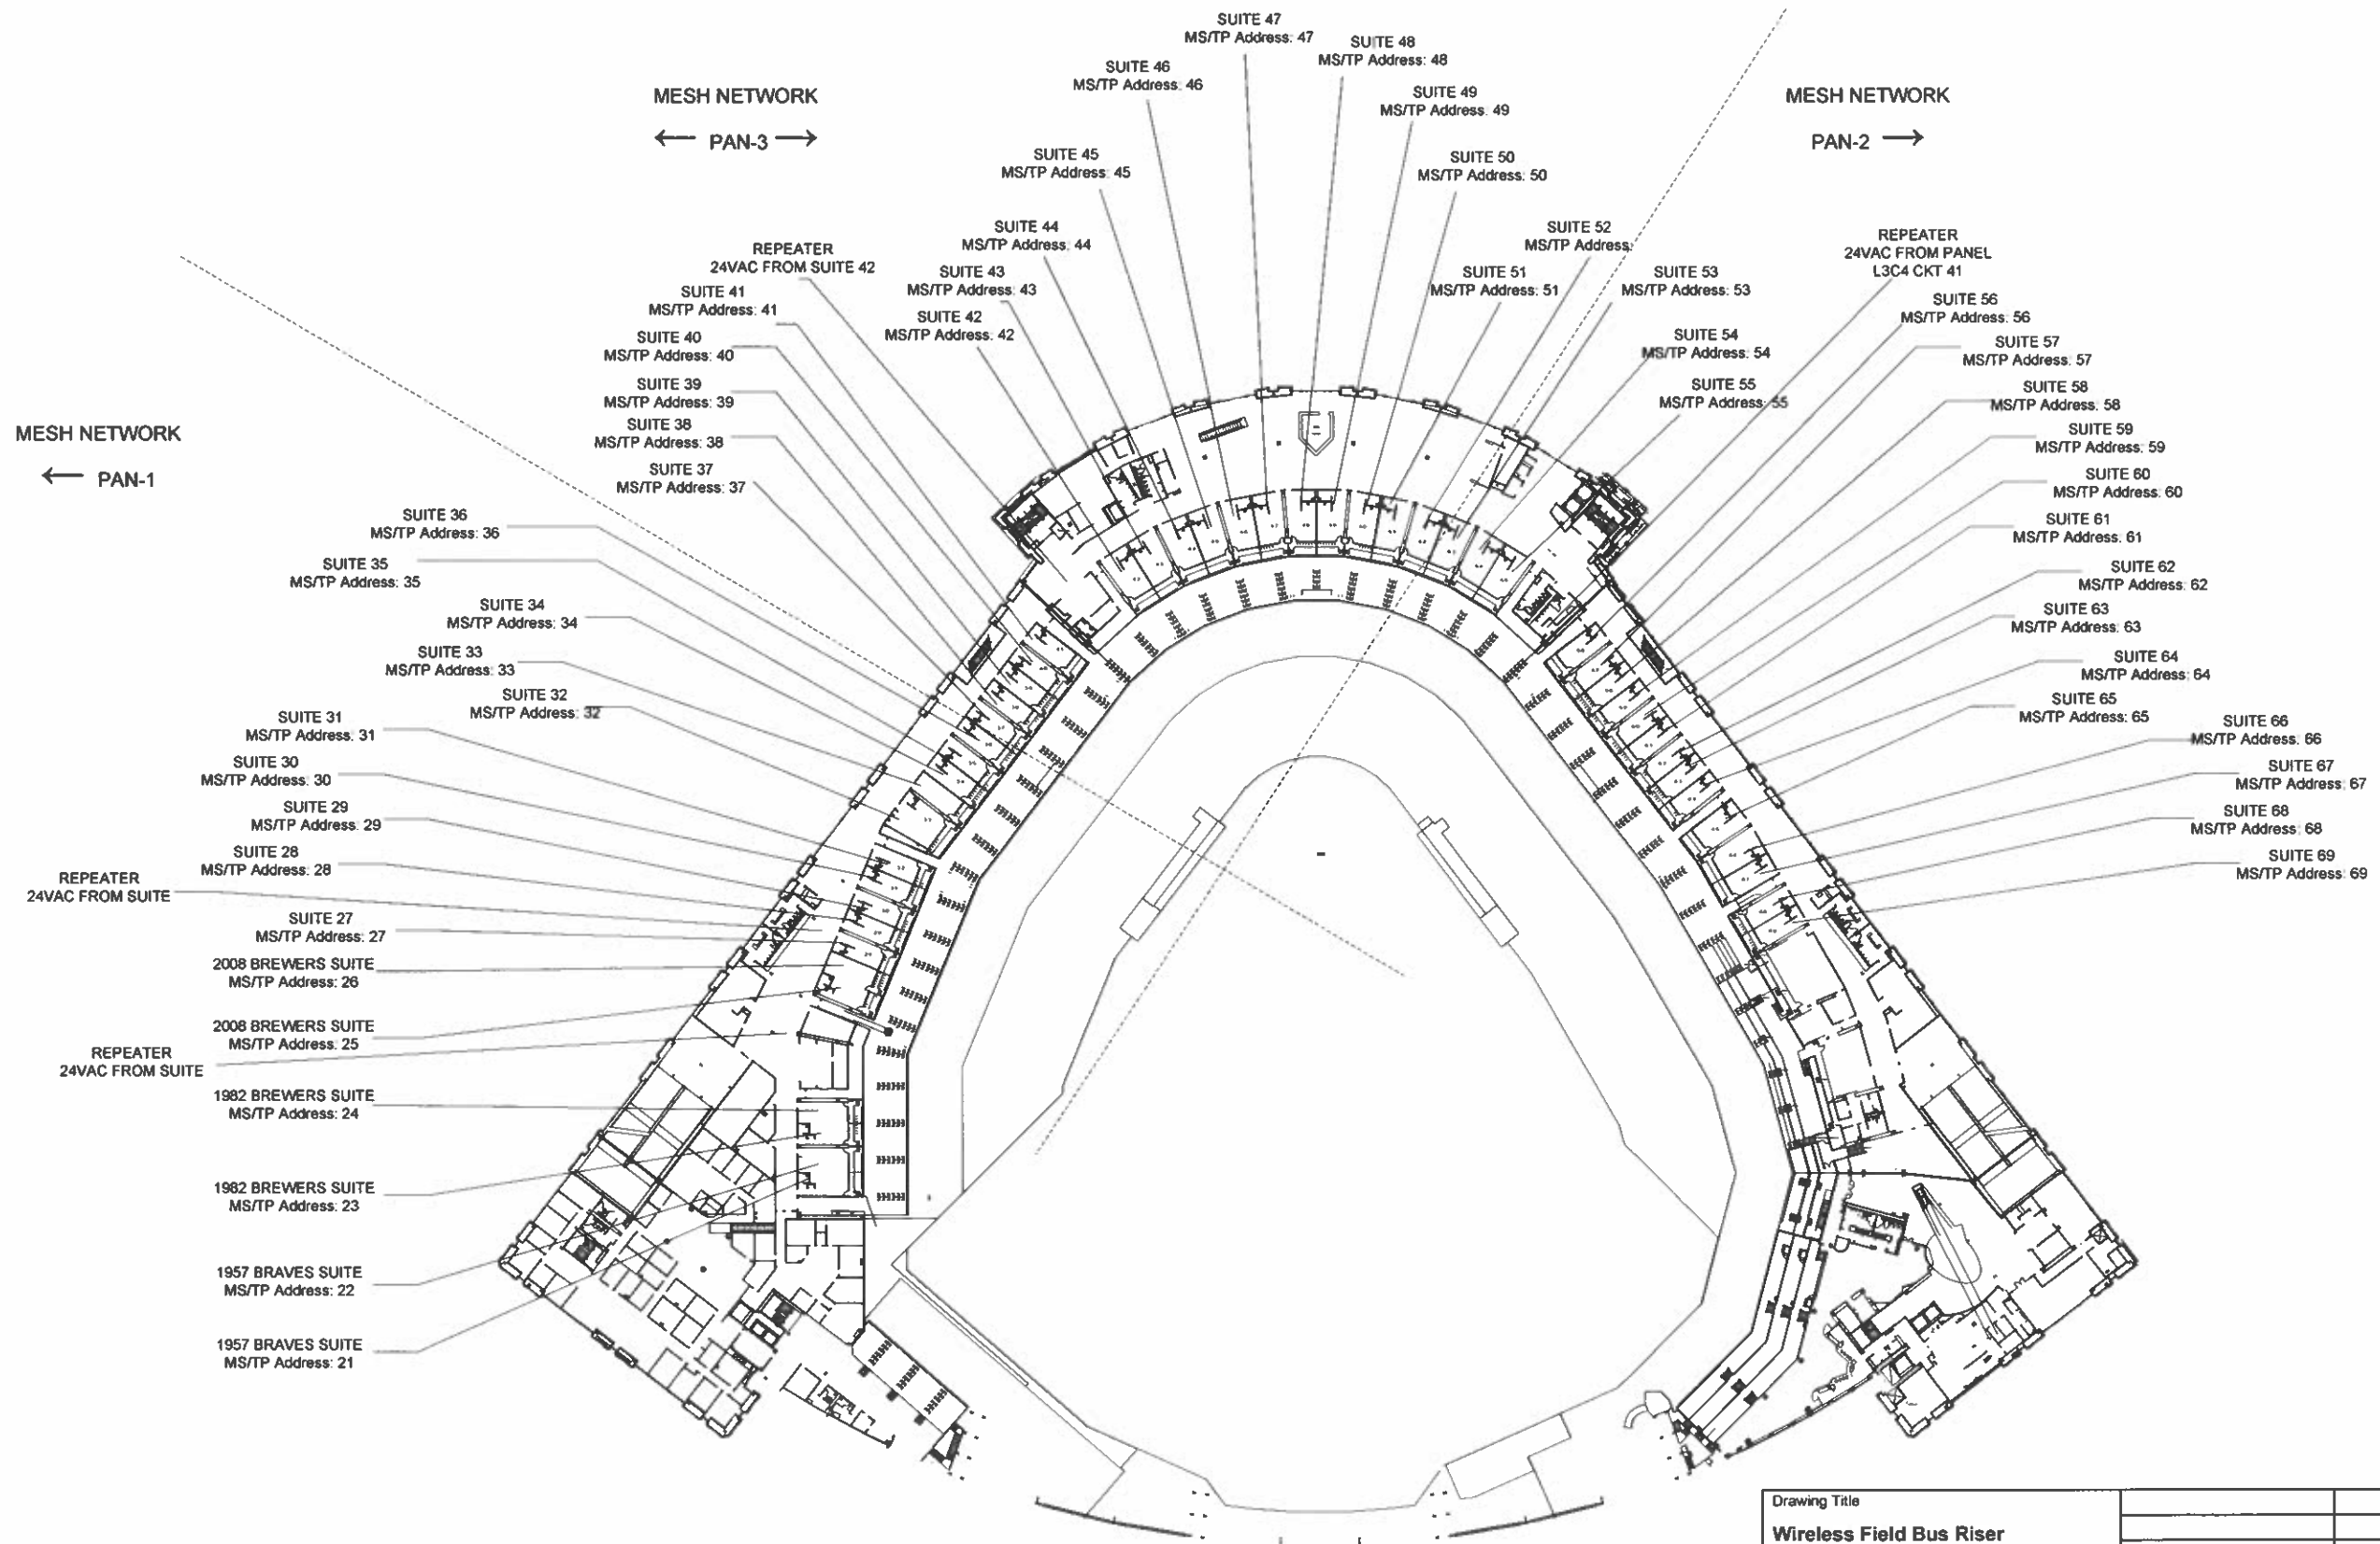 SUITE 47
MS/TP Address: 47
SUITE 48
MS/TP Address: 48
SUITE 46
MS/TP Address: 46
SUITE 49
MS/TP Address: 49
MESH NETWORK
← PAN-3 →
MESH NETWORK
PAN-2 →
SUITE 45
MS/TP Address: 45
SUITE 50
MS/TP Address: 50
SUITE 44
MS/TP Address: 44
SUITE 52
MS/TP Address:
REPEATER
24VAC FROM SUITE 42
REPEATER
24VAC FROM PANEL
L3C4 CKT 41
SUITE 43
MS/TP Address: 43
SUITE 51
MS/TP Address: 51
SUITE 53
MS/TP Address: 53
SUITE 41
MS/TP Address: 41
SUITE 56
MS/TP Address: 56
SUITE 42
MS/TP Address: 42
SUITE 40
MS/TP Address: 40
SUITE 54
MS/TP Address: 54
SUITE 57
MS/TP Address: 57
SUITE 39
MS/TP Address: 39
SUITE 55
MS/TP Address: 55
SUITE 58
MS/TP Address: 58
SUITE 38
MS/TP Address: 38
SUITE 59
MS/TP Address: 59
MESH NETWORK
← PAN-1
SUITE 37
MS/TP Address: 37
SUITE 60
MS/TP Address: 60
SUITE 36
MS/TP Address: 36
SUITE 61
MS/TP Address: 61
SUITE 35
MS/TP Address: 35
SUITE 62
MS/TP Address: 62
SUITE 34
MS/TP Address: 34
SUITE 63
MS/TP Address: 63
SUITE 33
MS/TP Address: 33
SUITE 64
MS/TP Address: 64
SUITE 32
MS/TP Address: 32
SUITE 65
MS/TP Address: 65
SUITE 31
MS/TP Address: 31
SUITE 66
MS/TP Address: 66
SUITE 30
MS/TP Address: 30
SUITE 67
MS/TP Address: 67
SUITE 29
MS/TP Address: 29
SUITE 68
MS/TP Address: 68
SUITE 28
MS/TP Address: 28
SUITE 69
MS/TP Address: 69
REPEATER
24VAC FROM SUITE
SUITE 27
MS/TP Address: 27
2008 BREWERS SUITE
MS/TP Address: 26
2008 BREWERS SUITE
MS/TP Address: 25
REPEATER
24VAC FROM SUITE
1982 BREWERS SUITE
MS/TP Address: 24
1982 BREWERS SUITE
MS/TP Address: 23
1957 BRAVES SUITE
MS/TP Address: 22
1957 BRAVES SUITE
MS/TP Address: 21
Drawing Title
Wireless Field Bus Riser